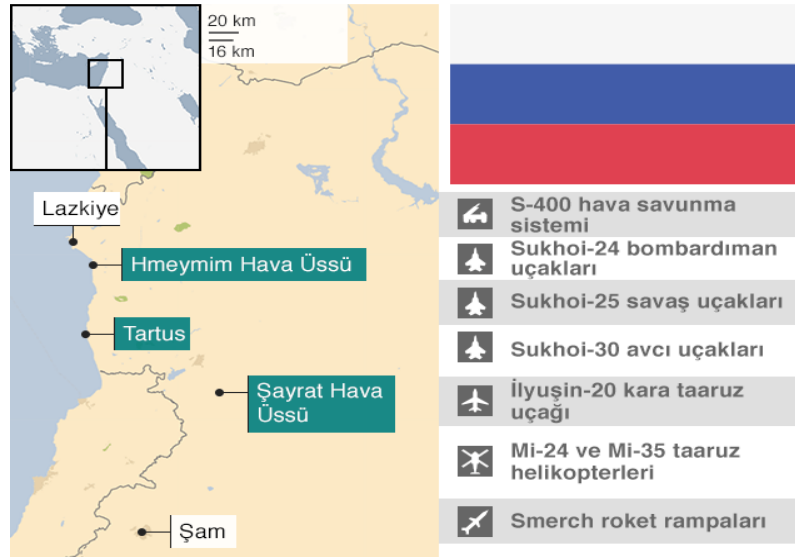 20 km
16 km
Lazkiye
Hmeymim Hava Üssü
Tartus
Şayrat Hava
Üssü
Şam
S-400 hava savunma
sistemi
Sukhoi-24 bombardıman
uçakları
Sukhoi-25 savaş uçakları
Sukhoi-30 avcı uçakları
İlyuşin-20 kara taaruz
uçağı
Mi-24 ve Mi-35 taaruz
helikopterleri
Smerch roket rampaları